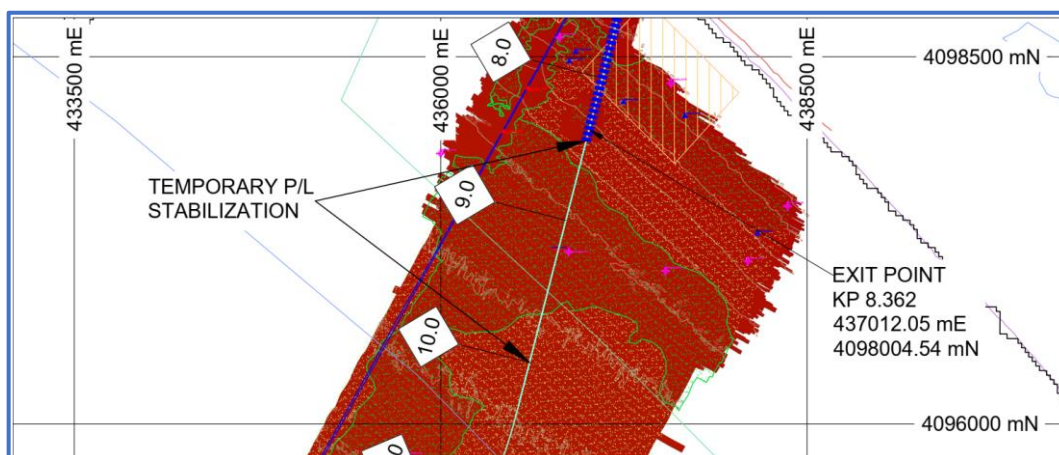 433500 mE
436000 mE
438500 mE
4098500 mN
8.0
TEMPORARY P/L
STABILIZATION
9.0
EXIT POINT
KP 8.362
437012.05 mE
4098004.54 mN
10.0
4096000 mN